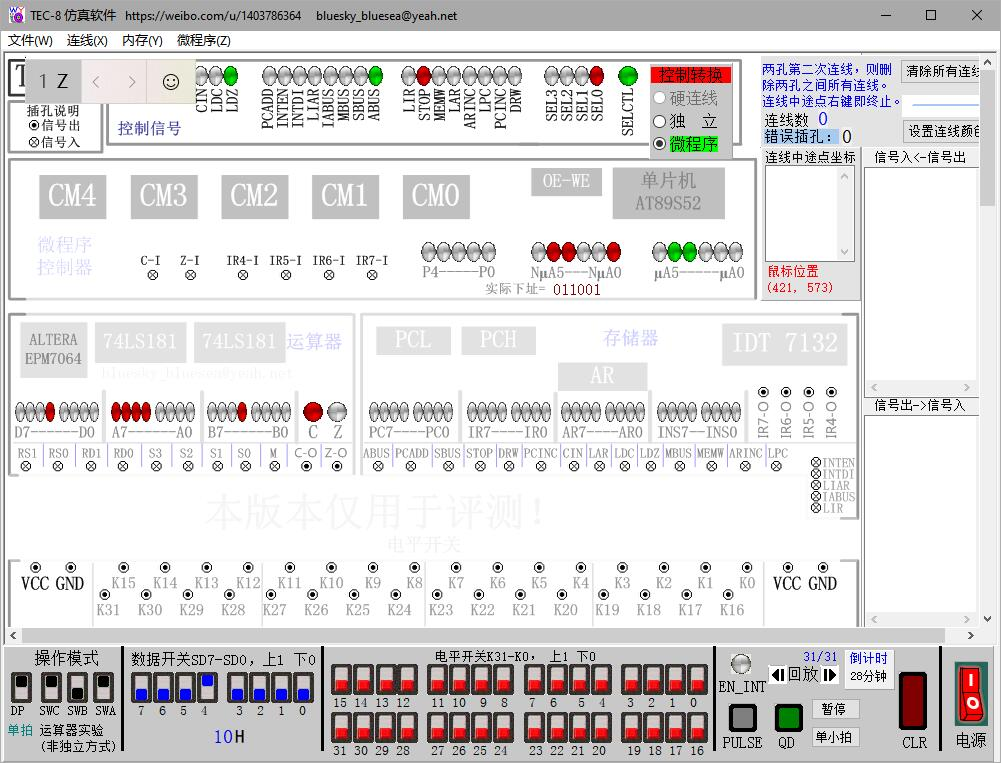 TEC-8 仿真软件 https://weibo.com/u/1403786364 bluesky_bluesea@yeah.net
文件(W) 连线(X) 内存(Y) 微程序(Z)
1 Z
插孔说明
信号出
信号入
控制信号
CIN LDC LDZ
PCADD INTEN INTDI LIAR IABUS MBUS SBUS ABUS
LIR STOP MEMW LAR ARINC LPC PCINC DRW
SEL3 SEL2 SEL1 SEL0
SELCTL
控制转换
硬连线
独 立
微程序
两孔第二次连线，则删
除两孔之间所有连线。
连线中途点右键即终止。
连线数 0
错误插孔： 0
清除所有连线
设置连线颜色
连线中途点坐标
信号入<-信号出
鼠标位置
(421, 573)
信号出->信号入
CM4 CM3 CM2 CM1 CM0 OE-WE
单片机
AT89S52
微程序
控制器
C-I Z-I IR4-I IR5-I IR6-I IR7-I
P4-----P0 NμA5---NμA0 μA5-----μA0
实际下址= 011001
ALTERA
EPM7064
74LS181 74LS181 运算器
bluesky_bluesea@yeah.net
PCL PCH 存储器 IDT 7132
AR
D7------D0 A7------A0 B7------B0 C Z
PC7----PC0 IR7----IR0 AR7----AR0 INS7--INS0
IR7-O IR6-O IR5-O IR4-O
RS1 RS0 RD1 RD0 S3 S2 S1 S0 M C-O Z-O
ABUS PCADD SBUS STOP DRW PCINC CIN LAR LDC LDZ MBUS MEMW ARINC LPC
INTEN
INTDI
LIAR
IABUS
LIR
本版本仅用于评测！
电平开关
VCC GND K15 K14 K13 K12 K11 K10 K9 K8 K7 K6 K5 K4 K3 K2 K1 K0 VCC GND
K31 K30 K29 K28 K27 K26 K25 K24 K23 K22 K21 K20 K19 K18 K17 K16
操作模式
DP SWC SWB SWA
单拍 运算器实验
(非独立方式)
数据开关SD7-SD0，上1 下0
7 6 5 4 3 2 1 0
10H
电平开关K31-K0， 上1 下0
15 14 13 12 11 10 9 8 7 6 5 4 3 2 1 0
31 30 29 28 27 26 25 24 23 22 21 20 19 18 17 16
EN_INT
31/31
回放
倒计时
28分钟
PULSE QD
暂停
单小拍
CLR
电源